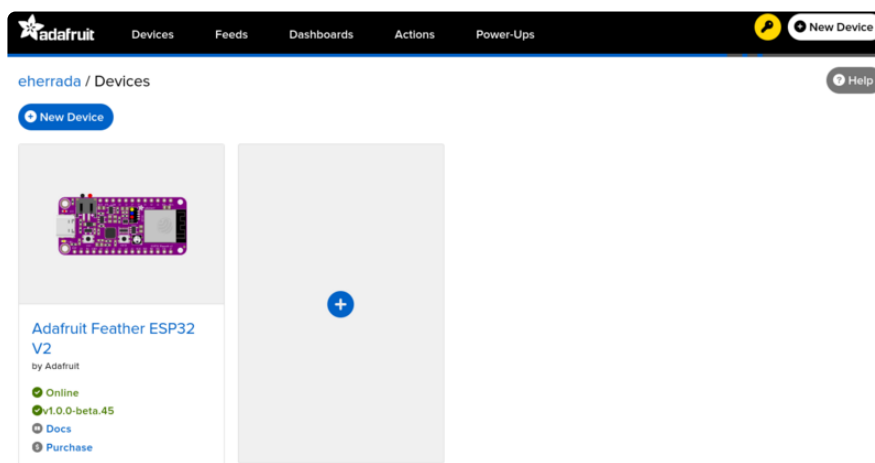 adafruit Devices Feeds Dashboards Actions Power-Ups New Device
eherrada / Devices
Help
New Device
Adafruit Feather ESP32
V2
by Adafruit
Online
v1.0.0-beta.45
Docs
Purchase